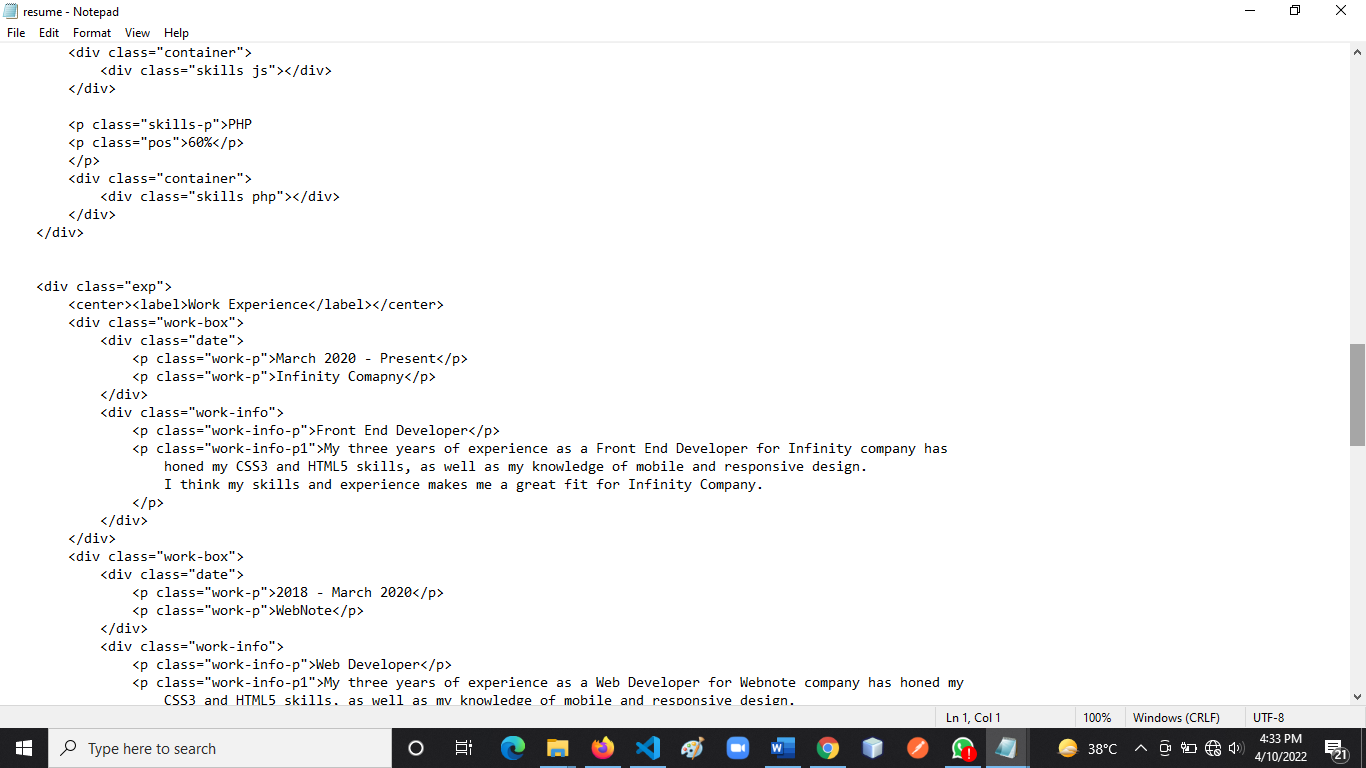 resume - Notepad
File Edit Format View Help
<div class="container">
<div class="skills js"></div>
</div>
<p class="skills-p">PHP
<p class="pos">60%</p>
</p>
<div class="container">
<div class="skills php"></div>
</div>
</div>
<div class="exp">
<center><label>Work Experience</label></center>
<div class="work-box">
<div class="date">
<p class="work-p">March 2020 - Present</p>
<p class="work-p">Infinity Comapny</p>
</div>
<div class="work-info">
<p class="work-info-p">Front End Developer</p>
<p class="work-info-p1">My three years of experience as a Front End Developer for Infinity company has
honed my CSS3 and HTML5 skills, as well as my knowledge of mobile and responsive design.
I think my skills and experience makes me a great fit for Infinity Company.
</p>
</div>
</div>
<div class="work-box">
<div class="date">
<p class="work-p">2018 - March 2020</p>
<p class="work-p">WebNote</p>
</div>
<div class="work-info">
<p class="work-info-p">Web Developer</p>
<p class="work-info-p1">My three years of experience as a Web Developer for Webnote company has honed my
CSS3 and HTML5 skills, as well as my knowledge of mobile and responsive design.
Ln 1, Col 1 100% Windows (CRLF) UTF-8
Type here to search
38°C
4:33 PM
4/10/2022
21